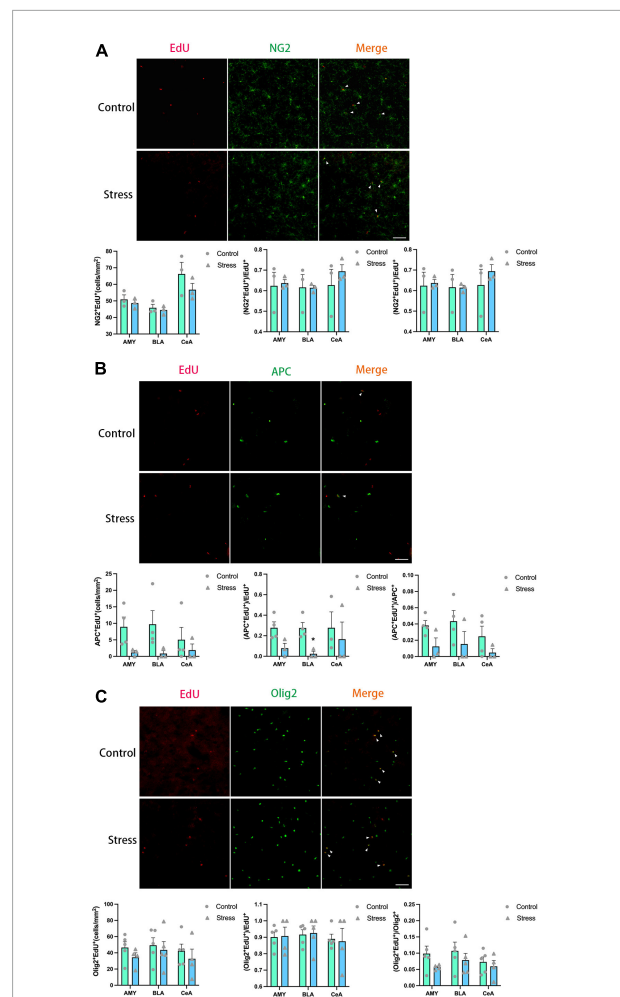 A
EdU
NG2
Merge
Control
Stress
NG2⁺EdU⁺(cells/mm²)
80
70
60
50
40
AMY
BLA
CeA
Control
Stress
(NG2⁺EdU⁺)/EdU⁺
0.8
0.7
0.6
0.5
0.4
AMY
BLA
CeA
Control
Stress
(NG2⁺EdU⁺)/EdU⁺
0.8
0.7
0.6
0.5
0.4
AMY
BLA
CeA
Control
Stress
B
EdU
APC
Merge
Control
Stress
APC⁺EdU⁺(cells/mm²)
25
20
15
10
5
0
AMY
BLA
CeA
Control
Stress
(APC⁺EdU⁺)/EdU⁺
0.8
0.6
0.4
0.2
0.0
*
AMY
BLA
CeA
Control
Stress
(APC⁺EdU⁺)/APC⁺
0.10
0.08
0.06
0.04
0.02
0.00
AMY
BLA
CeA
Control
Stress
C
EdU
Olig2
Merge
Control
Stress
Olig2⁺EdU⁺(cells/mm²)
100
80
60
40
20
0
AMY
BLA
CeA
Control
Stress
(Olig2⁺EdU⁺)/EdU⁺
1.1
1.0
0.9
0.8
0.7
0.6
AMY
BLA
CeA
Control
Stress
(Olig2⁺EdU⁺)/Olig2⁺
0.25
0.20
0.15
0.10
0.05
0.00
AMY
BLA
CeA
Control
Stress